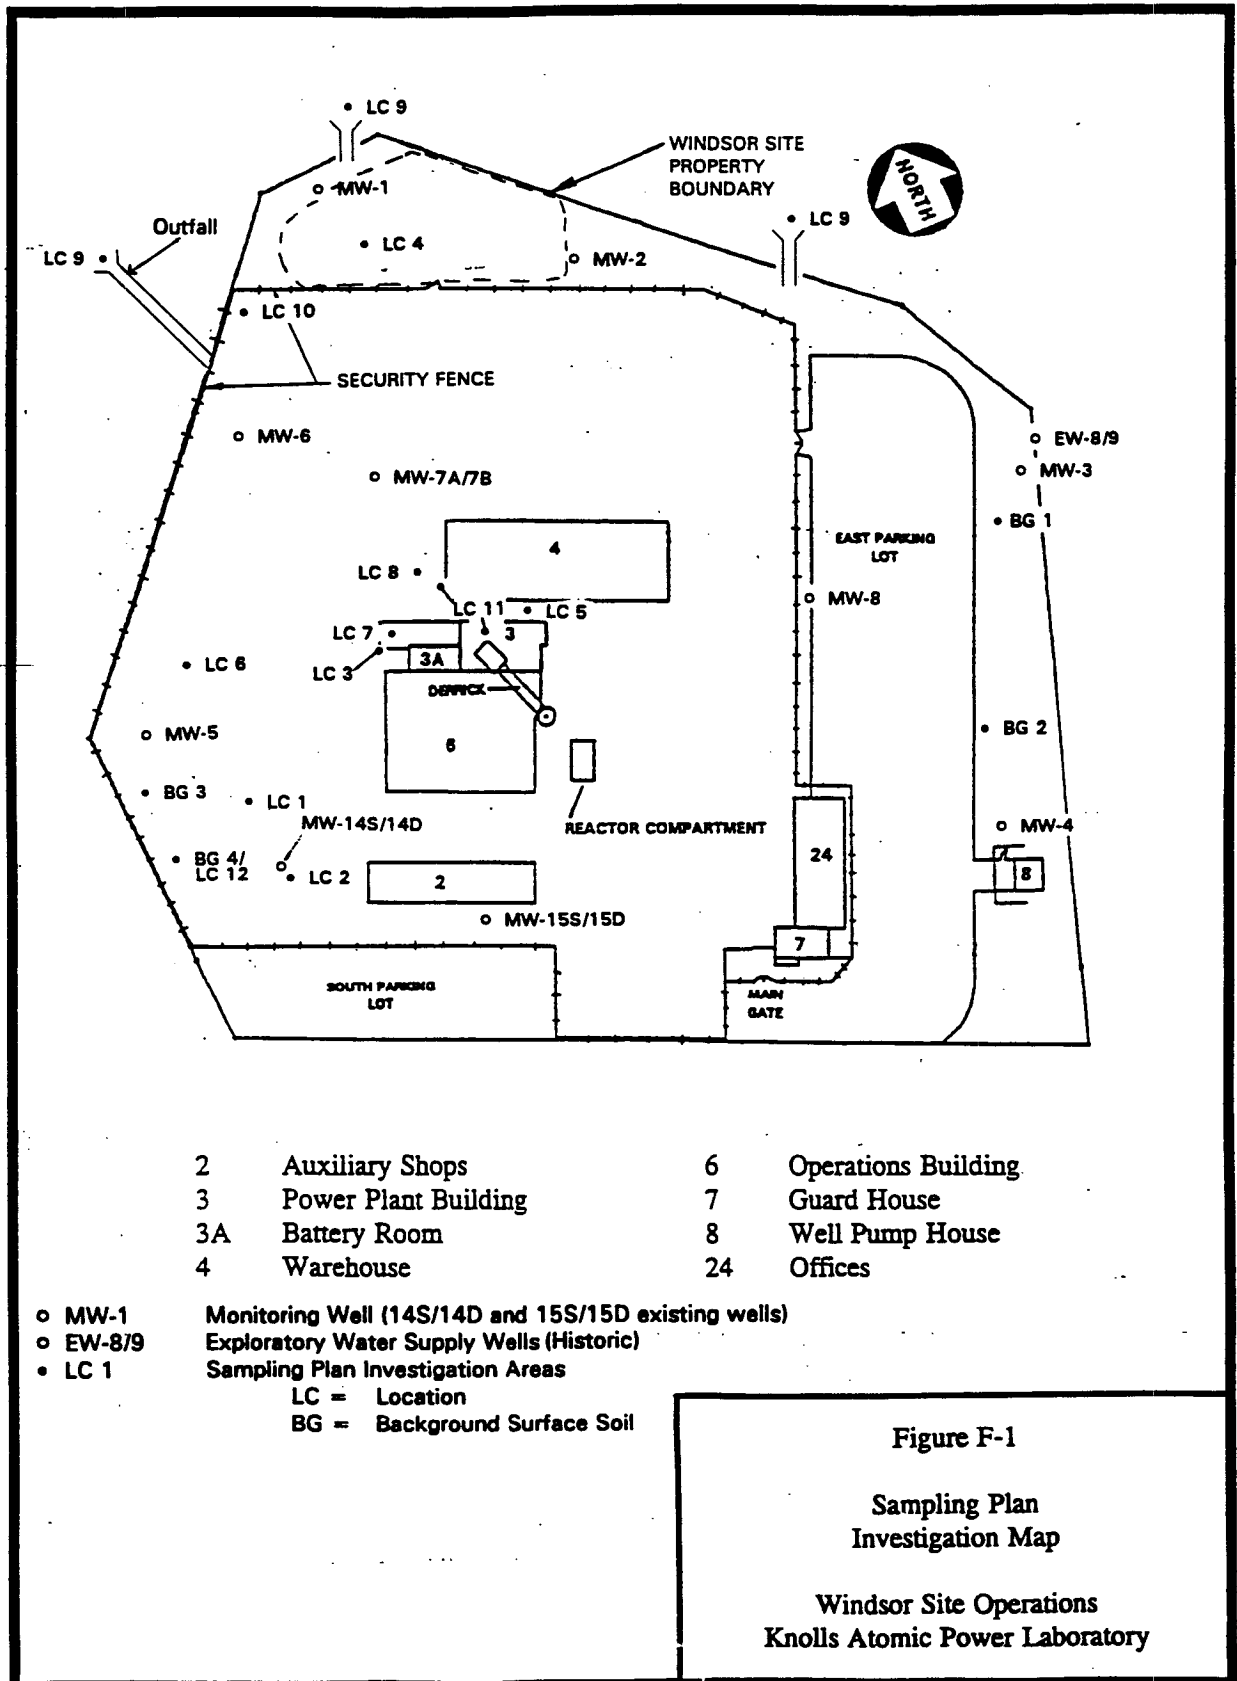 LC 9
WINDSOR SITE
PROPERTY
BOUNDARY
NORTH
MW-1
LC 9
Outfall
LC 4
LC 9
MW-2
LC 10
SECURITY FENCE
MW-6
EW-8/9
MW-7A/7B
MW-3
BG 1
4
EAST PARKING
LOT
LC 8
MW-8
LC 11
LC 5
LC 7
3
3A
LC 6
LC 3
DERRICK
BG 2
MW-5
6
BG 3
LC 1
MW-14S/14D
REACTOR COMPARTMENT
MW-4
BG 4/
LC 12
LC 2
2
24
8
MW-15S/15D
7
SOUTH PARKING
LOT
MAIN
GATE
2 Auxiliary Shops 6 Operations Building
3 Power Plant Building 7 Guard House
3A Battery Room 8 Well Pump House
4 Warehouse 24 Offices
MW-1 Monitoring Well (14S/14D and 15S/15D existing wells)
EW-8/9 Exploratory Water Supply Wells (Historic)
• LC 1 Sampling Plan Investigation Areas
LC = Location
BG = Background Surface Soil
Figure F-1
Sampling Plan
Investigation Map
Windsor Site Operations
Knolls Atomic Power Laboratory